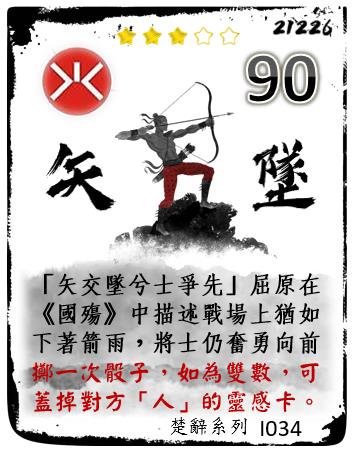 21226
90
矢 墜
「矢交墜兮士爭先」屈原在
《國殤》中描述戰場上猶如
下著箭雨，將士仍奮勇向前
擲一次骰子，如為雙數，可
蓋掉對方「人」的靈感卡。
楚辭系列 I034